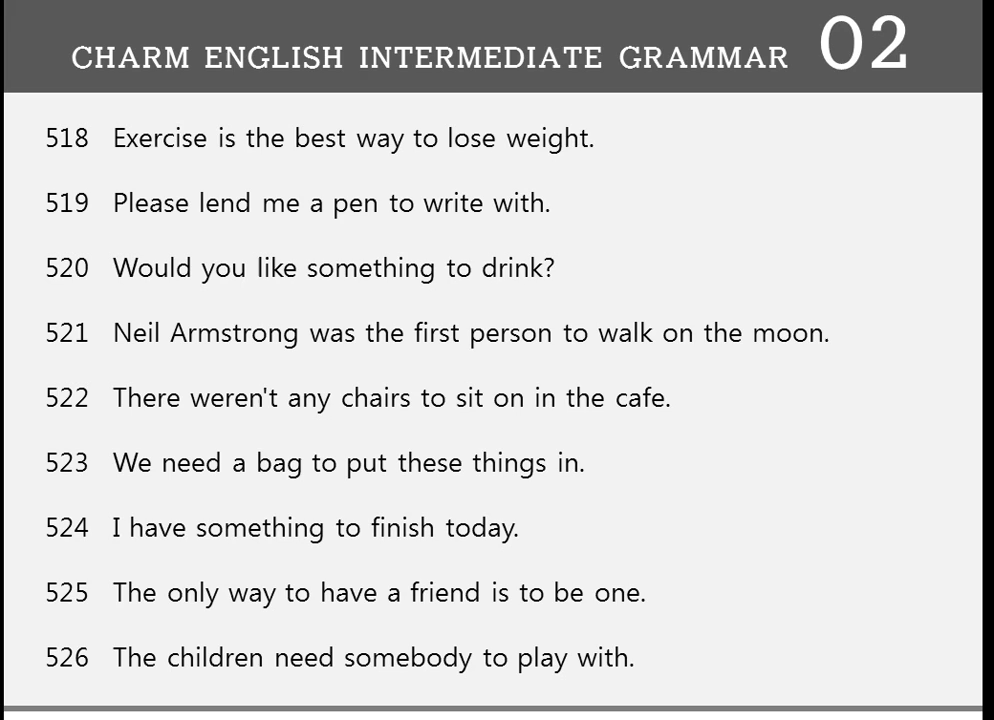 CHARM ENGLISH INTERMEDIATE GRAMMAR 02
518 Exercise is the best way to lose weight.
519 Please lend me a pen to write with.
520 Would you like something to drink?
521 Neil Armstrong was the first person to walk on the moon.
522 There weren't any chairs to sit on in the cafe.
523 We need a bag to put these things in.
524 I have something to finish today.
525 The only way to have a friend is to be one.
526 The children need somebody to play with.